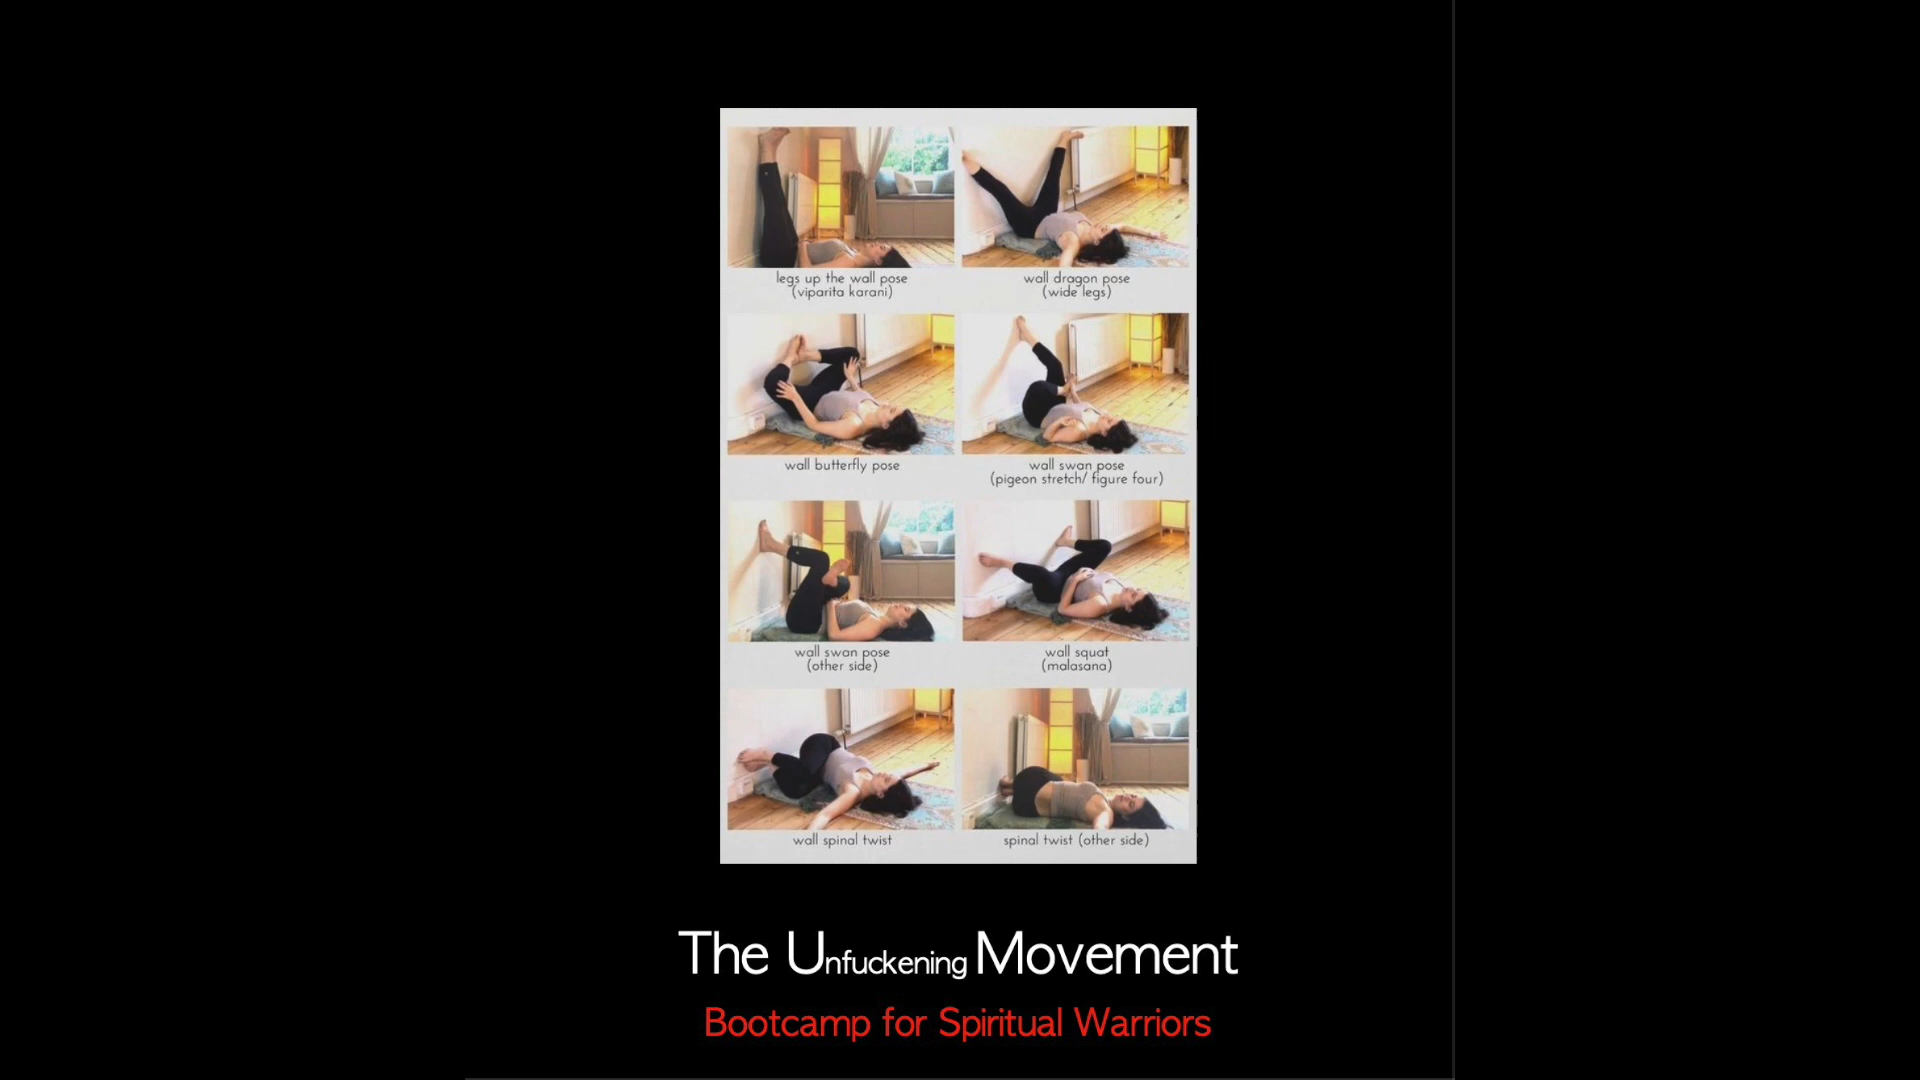 legs up the wall pose
(viparita karani)
wall dragon pose
(wide legs)
wall butterfly pose
wall swan pose
(pigeon stretch/ figure four)
wall swan pose
(other side)
wall squat
(malasana)
wall spinal twist
spinal twist (other side)
The Unfuckening Movement
Bootcamp for Spiritual Warriors